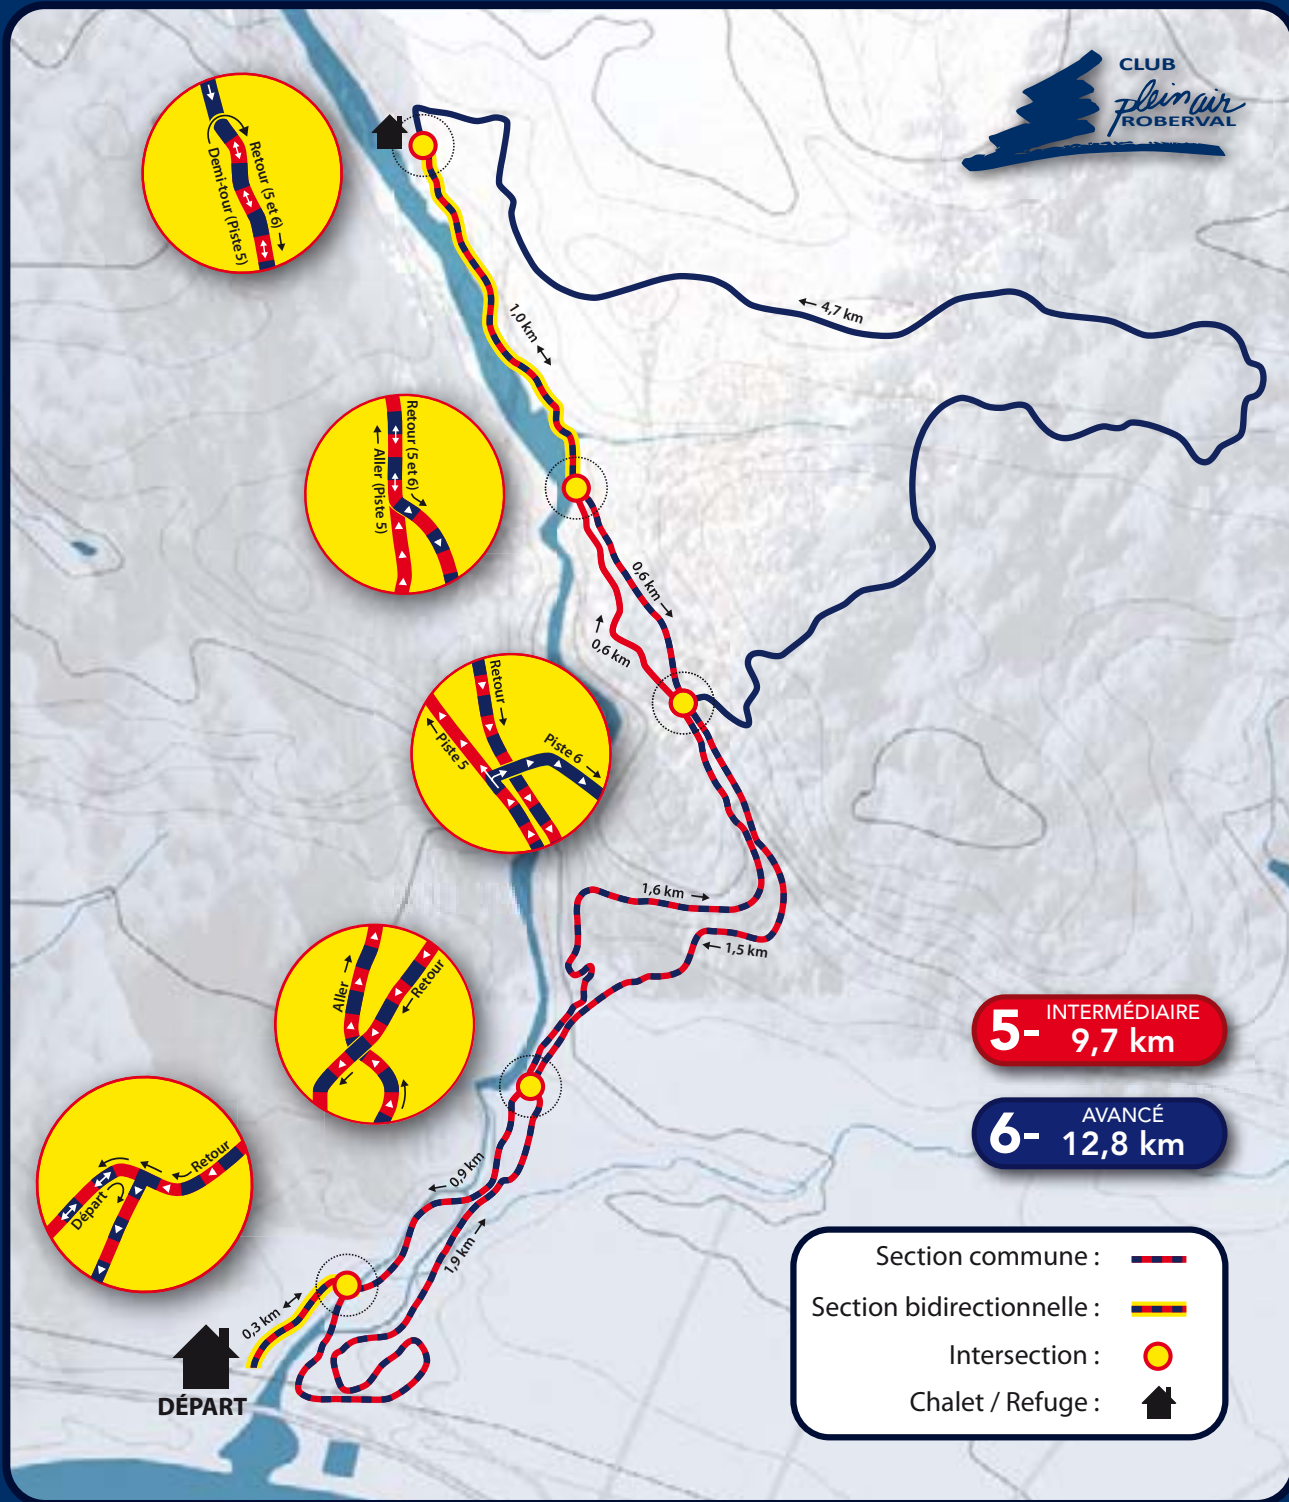 CLUB
plein air
ROBERVAL
Retour (5 et 6)
Demi-tour (Piste 5)
4,7 km
1,0 km
Retour (5 et 6)
Aller (Piste 5)
0,6 km
0,6 km
Retour
Piste 5
Piste 6
1,6 km
1,5 km
Aller
Retour
5- INTERMÉDIAIRE
9,7 km
6- AVANCÉ
12,8 km
Retour
Départ
0,9 km
1,9 km
0,3 km
DÉPART
Section commune :
Section bidirectionnelle :
Intersection :
Chalet / Refuge :